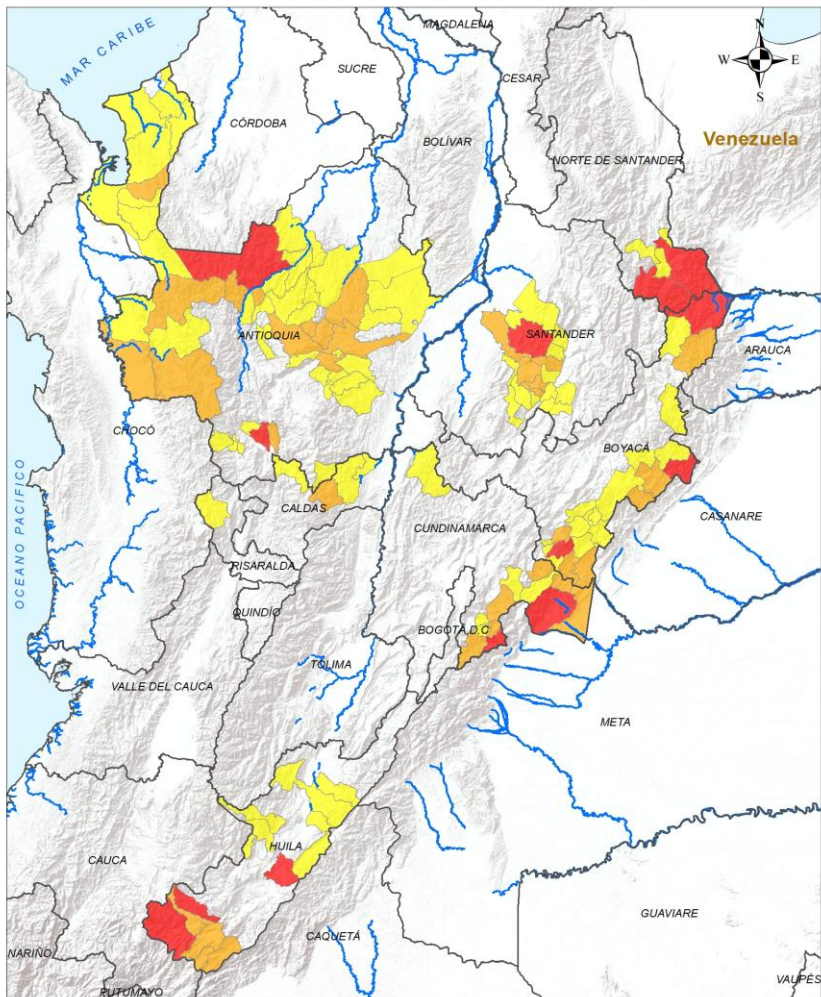 MAGDALENA
MAR CARIBE
SUCRE
CESAR
N
W E
S
CÓRDOBA
BOLÍVAR
Venezuela
NORTE DE SANTANDER
ANTIOQUIA
SANTANDER
ARAUCA
CHOCÓ
BOYACÁ
OCEANO PACIFICO
CALDAS
CUNDINAMARCA
CASANARE
RISARALDA
QUINDÍO
BOGOTÁ, D.C
TOLIMA
VALLE DEL CAUCA
META
HUILA
CAUCA
GUAVIARE
CAQUETÁ
NARIÑO
VAUPÉS
PUTUMAYO